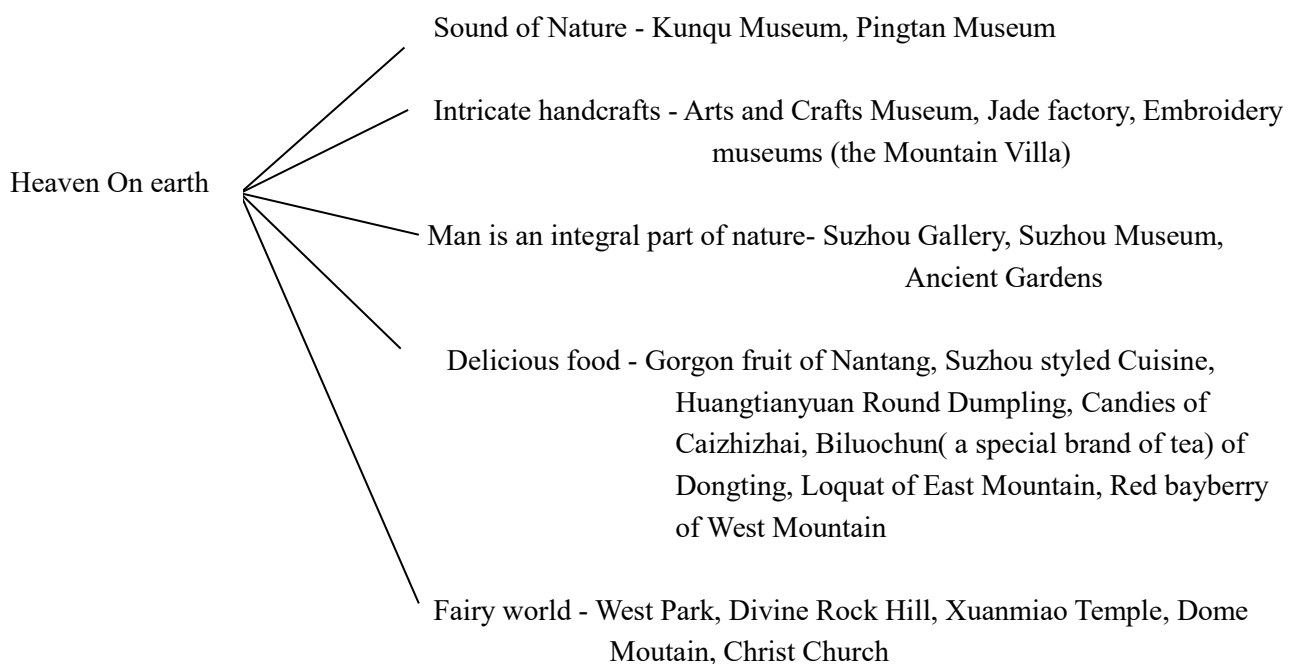 Sound of Nature - Kunqu Museum, Pingtan Museum
Intricate handcrafts - Arts and Crafts Museum, Jade factory, Embroidery
museums (the Mountain Villa)
Heaven On earth
Man is an integral part of nature- Suzhou Gallery, Suzhou Museum,
Ancient Gardens
Delicious food - Gorgon fruit of Nantang, Suzhou styled Cuisine,
Huangtianyuan Round Dumpling, Candies of
Caizhizhai, Biluochun( a special brand of tea) of
Dongting, Loquat of East Mountain, Red bayberry
of West Mountain
Fairy world - West Park, Divine Rock Hill, Xuanmiao Temple, Dome
Moutain, Christ Church